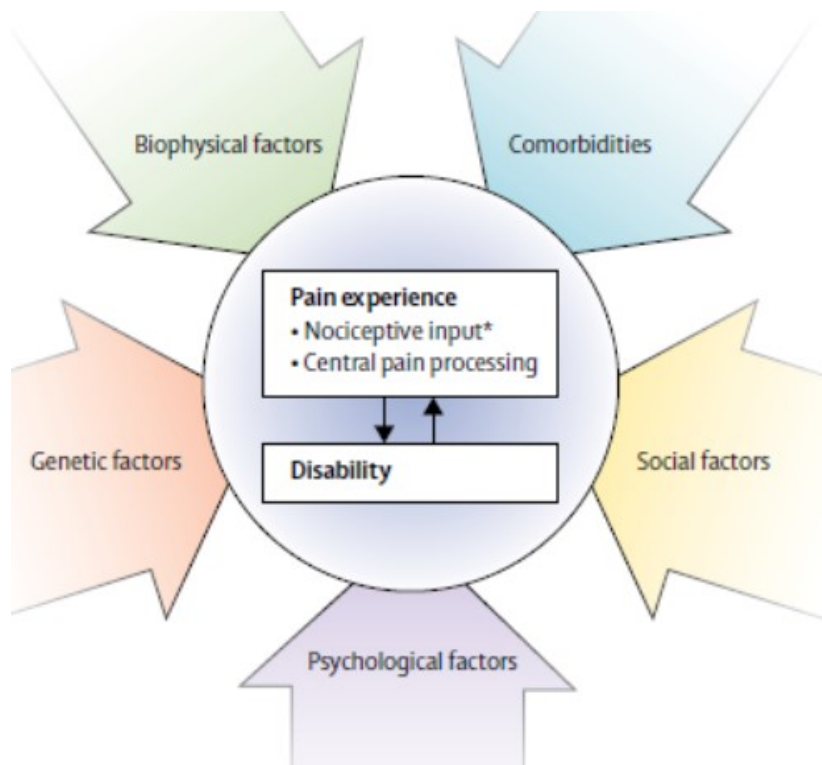 Biophysical factors
Comorbidities
Pain experience
• Nociceptive input*
• Central pain processing
Disability
Genetic factors
Social factors
Psychological factors